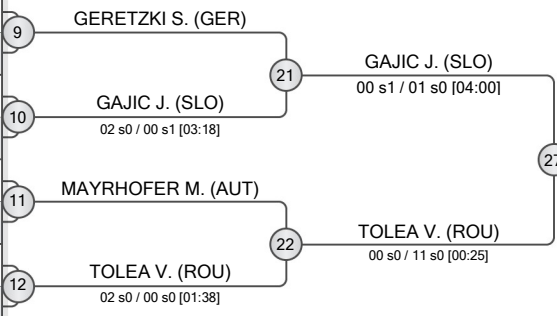 GERETZKI S. (GER)
9
21
GAJIC J. (SLO)
00 s1 / 01 s0 [04:00]
GAJIC J. (SLO)
10
02 s0 / 00 s1 [03:18]
27
MAYRHOFER M. (AUT)
11
22
TOLEA V. (ROU)
00 s0 / 11 s0 [00:25]
TOLEA V. (ROU)
12
02 s0 / 00 s0 [01:38]